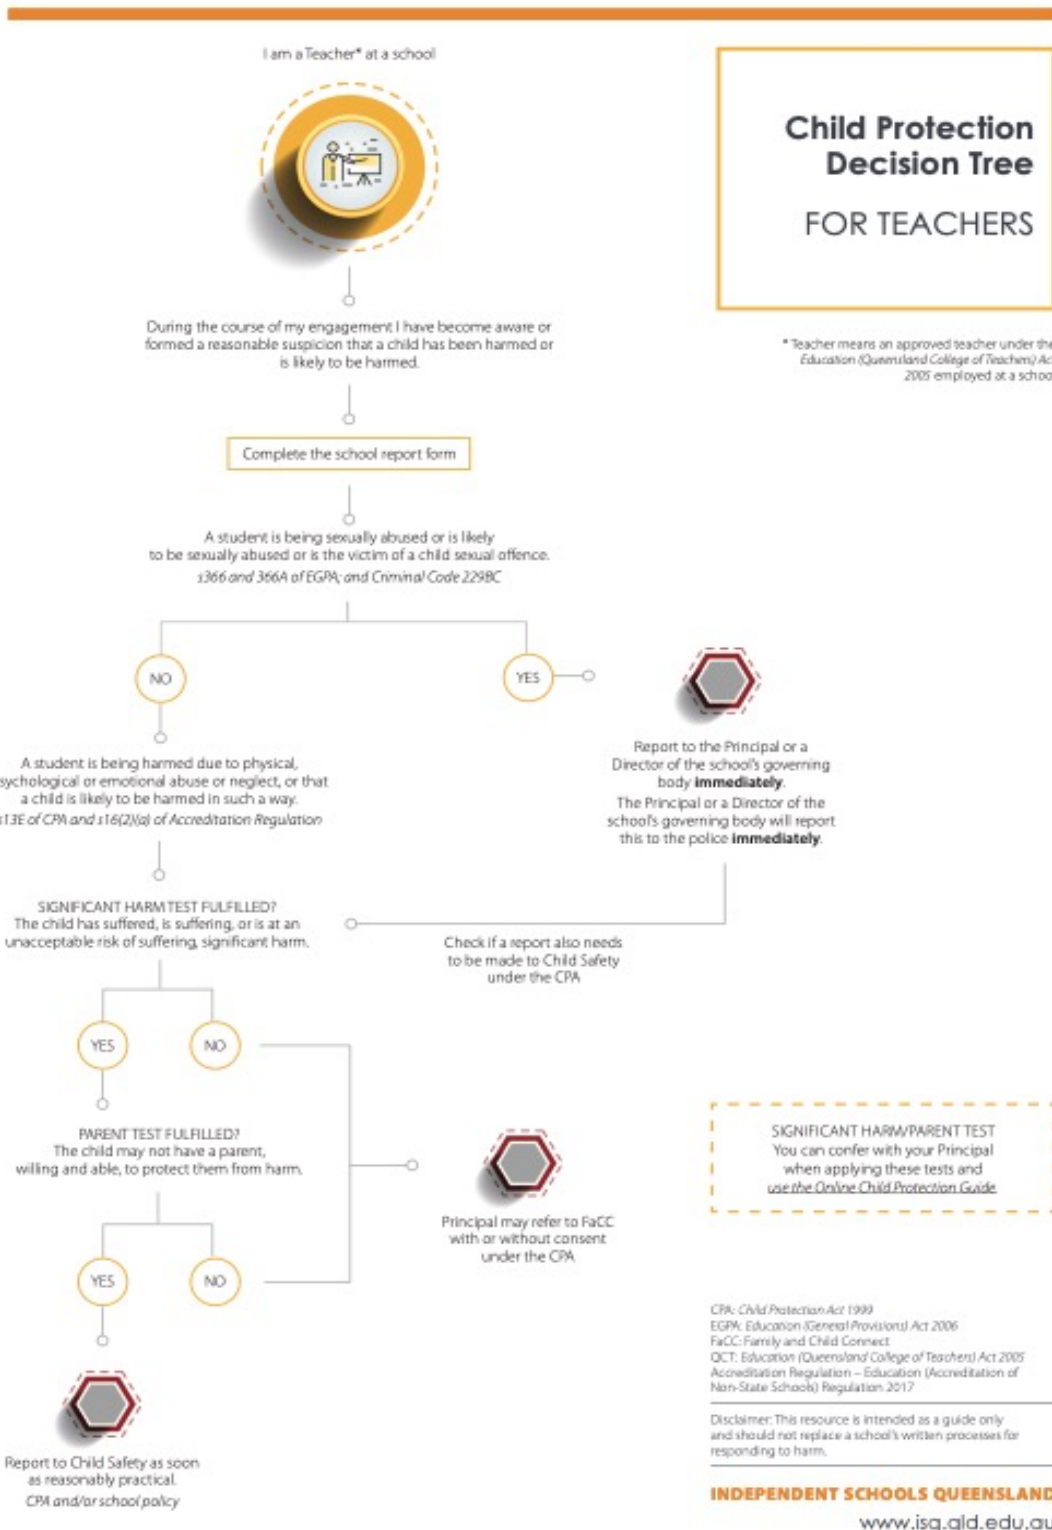 I am a Teacher* at a school
Child Protection
Decision Tree
FOR TEACHERS
* Teacher means an approved teacher under the
Education (Queensland College of Teachers) Ac
2005 employed at a schoo
During the course of my engagement I have become aware or
formed a reasonable suspicion that a child has been harmed or
is likely to be harmed.
Complete the school report form
A student is being sexually abused or is likely
to be sexually abused or is the victim of a child sexual offence.
s366 and 366A of EGPA; and Criminal Code 229BC
NO
YES
Report to the Principal or a
Director of the school's governing
body immediately.
The Principal or a Director of the
school's governing body will report
this to the police immediately.
A student is being harmed due to physical,
sychological or emotional abuse or neglect, or that
a child is likely to be harmed in such a way.
s13E of CPA and s16(2)(a) of Accreditation Regulation
SIGNIFICANT HARM TEST FULFILLED?
The child has suffered, is suffering, or is at an
unacceptable risk of suffering, significant harm.
Check if a report also needs
to be made to Child Safety
under the CPA
YES
NO
PARENT TEST FULFILLED?
The child may not have a parent,
willing and able, to protect them from harm.
Principal may refer to FaCC
with or without consent
under the CPA
SIGNIFICANT HARM/PARENT TEST
You can confer with your Principal
when applying these tests and
use the Online Child Protection Guide
YES
NO
Report to Child Safety as soon
as reasonably practical.
CPA and/or school policy
CPA: Child Protection Act 1999
EGPA: Education (General Provisions) Act 2006
FaCC: Family and Child Connect
QCT: Education (Queensland College of Teachers) Act 2005
Accreditation Regulation – Education (Accreditation of
Non-State Schools) Regulation 2017
Disclaimer: This resource is intended as a guide only
and should not replace a school's written processes for
responding to harm.
INDEPENDENT SCHOOLS QUEENSLAND
www.isq.qld.edu.au